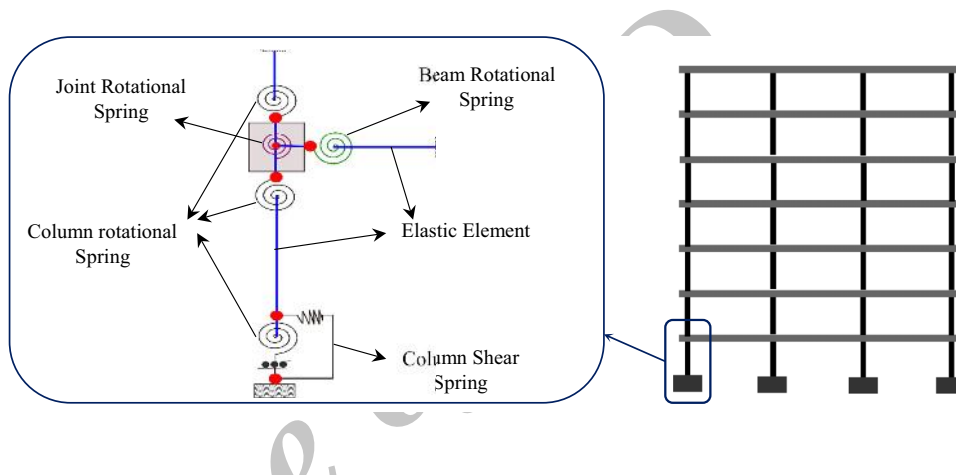 Joint Rotational
Spring
Beam Rotational
Spring
Column rotational
Spring
Elastic Element
Column Shear
Spring